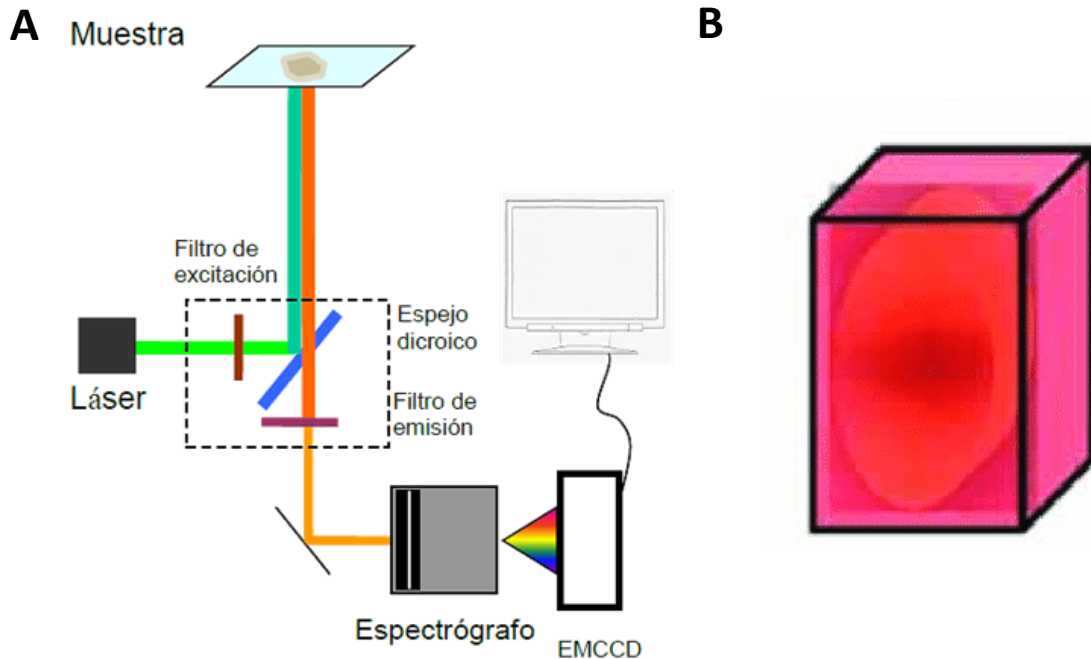 A
Muestra
B
Filtro de
excitación
Espejo
dicroico
Láser
Filtro de
emisión
Espectrógrafo
EMCCD